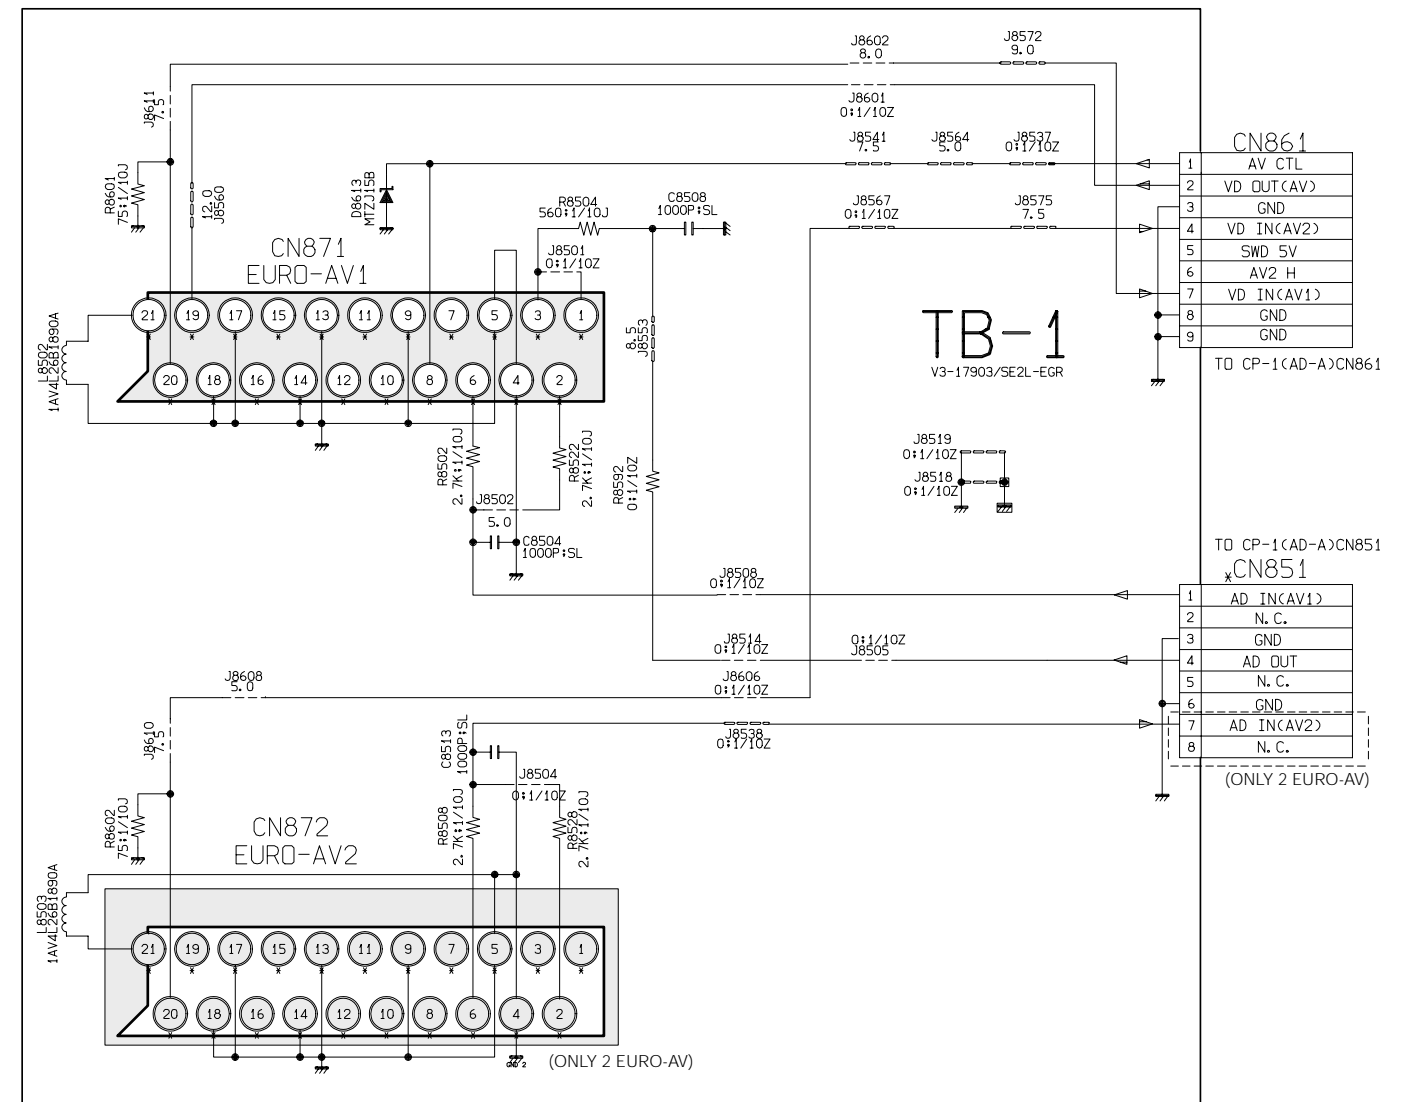 J8602
8.0
J8572
9.0
J8611
7.5
J8601
0:1/10Z
J8541
7.5
J8564
5.0
J8537
0:1/10Z
CN861
1 AV CTL
2 VD OUT(AV)
3 GND
4 VD IN(AV2)
5 SWD 5V
6 AV2 H
7 VD IN(AV1)
8 GND
9 GND
TO CP-1(AD-A)CN861
R8601
75:1/10J
12.0
J8560
D8613
MTZJ15B
R8504
560:1/10J
C8508
1000P:SL
J8567
0:1/10Z
J8575
7.5
J8501
0:1/10Z
CN871
EURO-AV1
21 19 17 15 13 11 9 7 5 3 1
20 18 16 14 12 10 8 6 4 2
L8502
1AV4L26B1890A
8.5
J8553
TB-1
V3-17903/SE2L-EGR
R8502
2.7K:1/10J
R8522
2.7K:1/10J
R8592
0:1/10Z
J8519
0:1/10Z
J8518
0:1/10Z
J8502
5.0
C8504
1000P:SL
TO CP-1(AD-A)CN851
*CN851
1 AD IN(AV1)
2 N.C.
3 GND
4 AD OUT
5 N.C.
6 GND
7 AD IN(AV2)
8 N.C.
(ONLY 2 EURO-AV)
J8508
0:1/10Z
J8514
0:1/10Z
0:1/10Z
J8505
J8608
5.0
J8606
0:1/10Z
J8610
7.5
C8513
1000P:SL
J8538
0:1/10Z
J8504
0:1/10Z
R8602
75:1/10J
R8508
2.7K:1/10J
R8528
2.7K:1/10J
CN872
EURO-AV2
L8503
1AV4L26B1890A
21 19 17 15 13 11 9 7 5 3 1
20 18 16 14 12 10 8 6 4 2
(ONLY 2 EURO-AV)